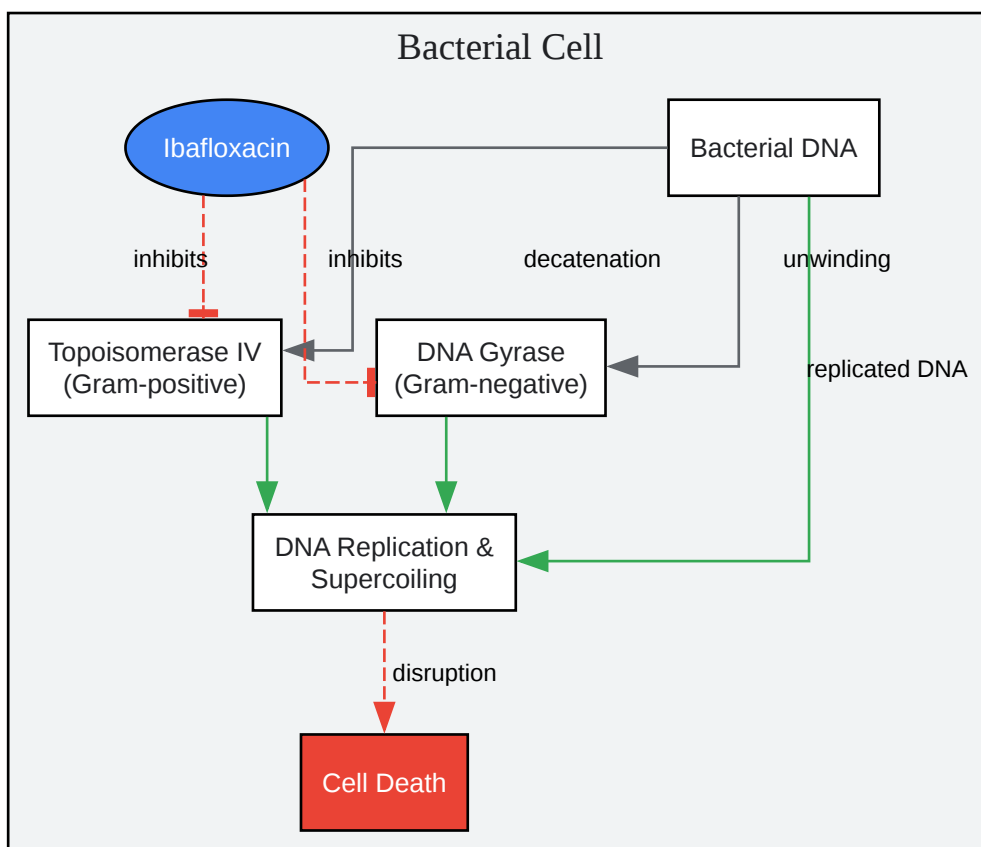 Bacterial Cell
Ibafloxacin
Bacterial DNA
inhibits
inhibits
decatenation
unwinding
Topoisomerase IV
(Gram-positive)
DNA Gyrase
(Gram-negative)
replicated DNA
DNA Replication &
Supercoiling
disruption
Cell Death